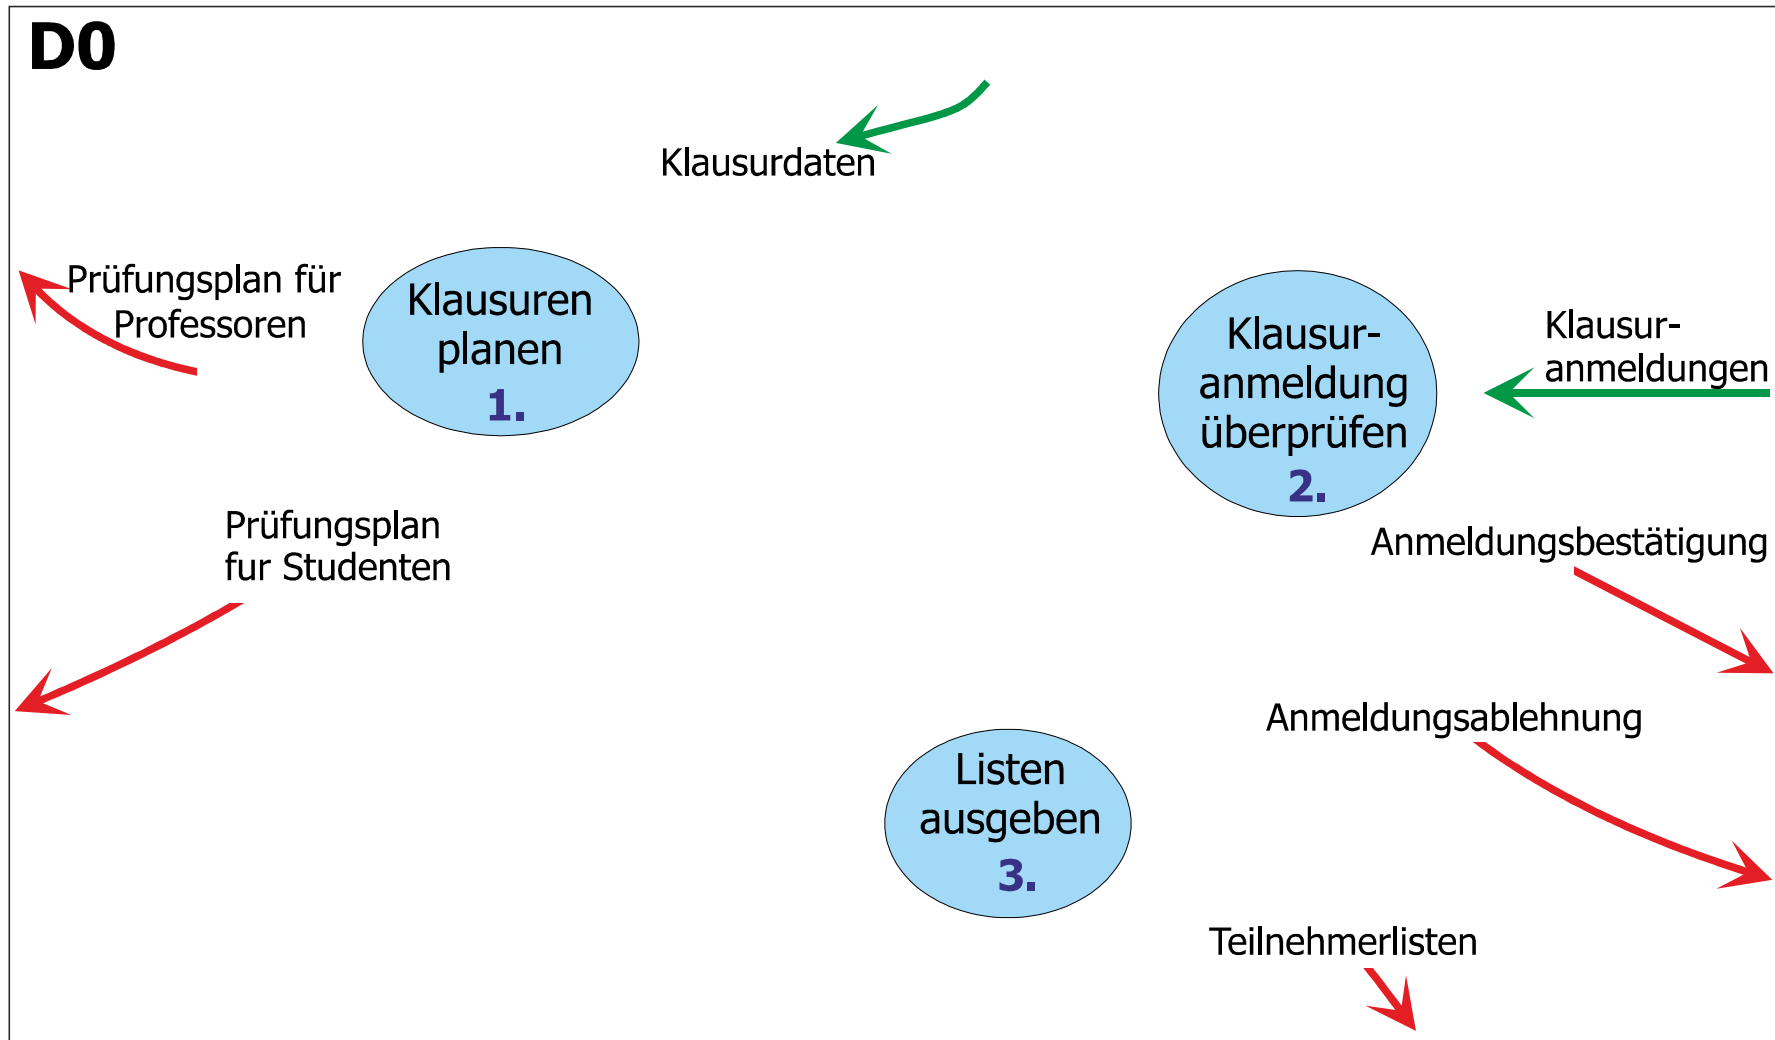 D0
Klausurdaten
Prüfungsplan für
Professoren
Klausuren
planen
1.
Klausur-
anmeldung
überprüfen
2.
Klausur-
anmeldungen
Prüfungsplan
fur Studenten
Anmeldungsbestätigung
Anmeldungsablehnung
Listen
ausgeben
3.
Teilnehmerlisten